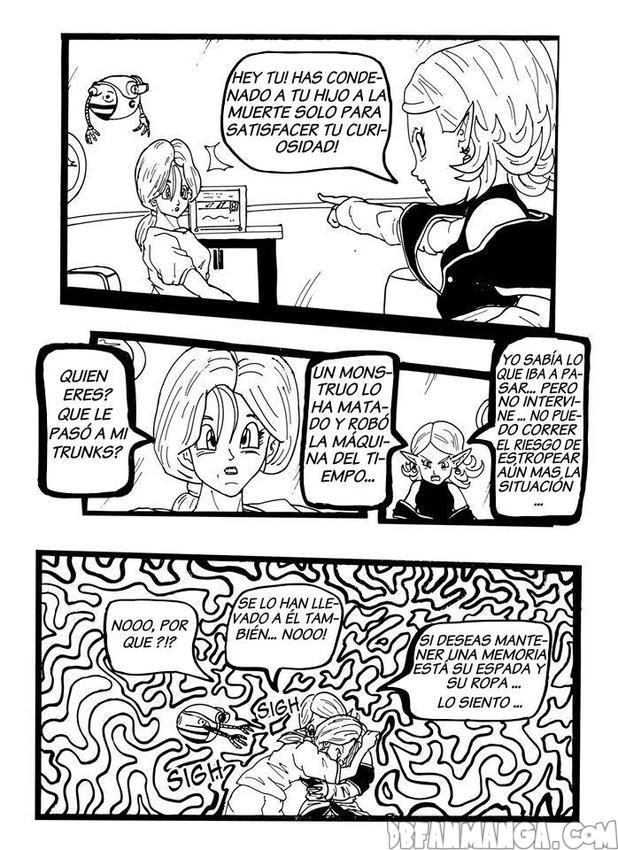 HEY TU! HAS CONDE-
NADO A TU HIJO A LA
MUERTE SOLO PARA
SATISFACER TU CURI-
OSIDAD!
QUIEN
ERES?
QUE LE
PASÓ A MI
TRUNKS?
UN MONS-
TRUO LO
HA MATA-
DO Y ROBÓ
LA MÁQUI-
NA DEL TI-
EMPO...
YO SABÍA LO
QUE IBA A PA-
SAR... PERO
NO INTERVI-
NE ... NO PU-
EDO CORRER
EL RIESGO DE
ESTROPEAR
AÚN MAS LA
SITUACIÓN
...
NOOO, POR
QUE ?!?
SE LO HAN LLE-
VADO A ÉL TAM-
BIÉN... NOOO!
SI DESEAS MANTE-
NER UNA MEMORIA
ESTÁ SU ESPADA Y
SU ROPA ...
LO SIENTO ...
SIGH
SIGH
DBFANMANGA.COM